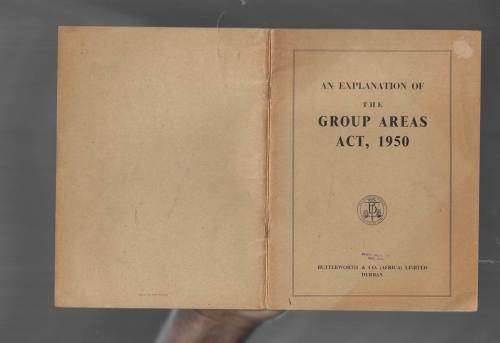 AN EXPLANATION OF
THE
GROUP AREAS
ACT, 1950
BUTTERWORTH & CO. (AFRICA) LIMITED
DURBAN